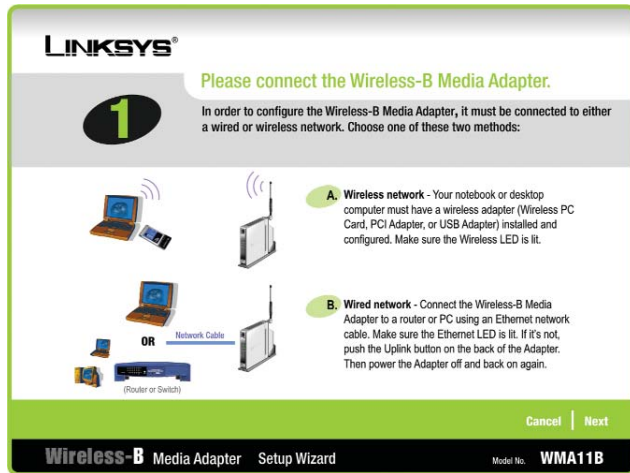 LINKSYS®
Please connect the Wireless-B Media Adapter.
1
In order to configure the Wireless-B Media Adapter, it must be connected to either
a wired or wireless network. Choose one of these two methods:
A. Wireless network - Your notebook or desktop
computer must have a wireless adapter (Wireless PC
Card, PCI Adapter, or USB Adapter) installed and
configured. Make sure the Wireless LED is lit.
B. Wired network - Connect the Wireless-B Media
Adapter to a router or PC using an Ethernet network
cable. Make sure the Ethernet LED is lit. If it's not,
push the Uplink button on the back of the Adapter.
Then power the Adapter off and back on again.
OR
Network Cable
(Router or Switch)
Cancel | Next
Wireless-B Media Adapter Setup Wizard
Model No. WMA11B